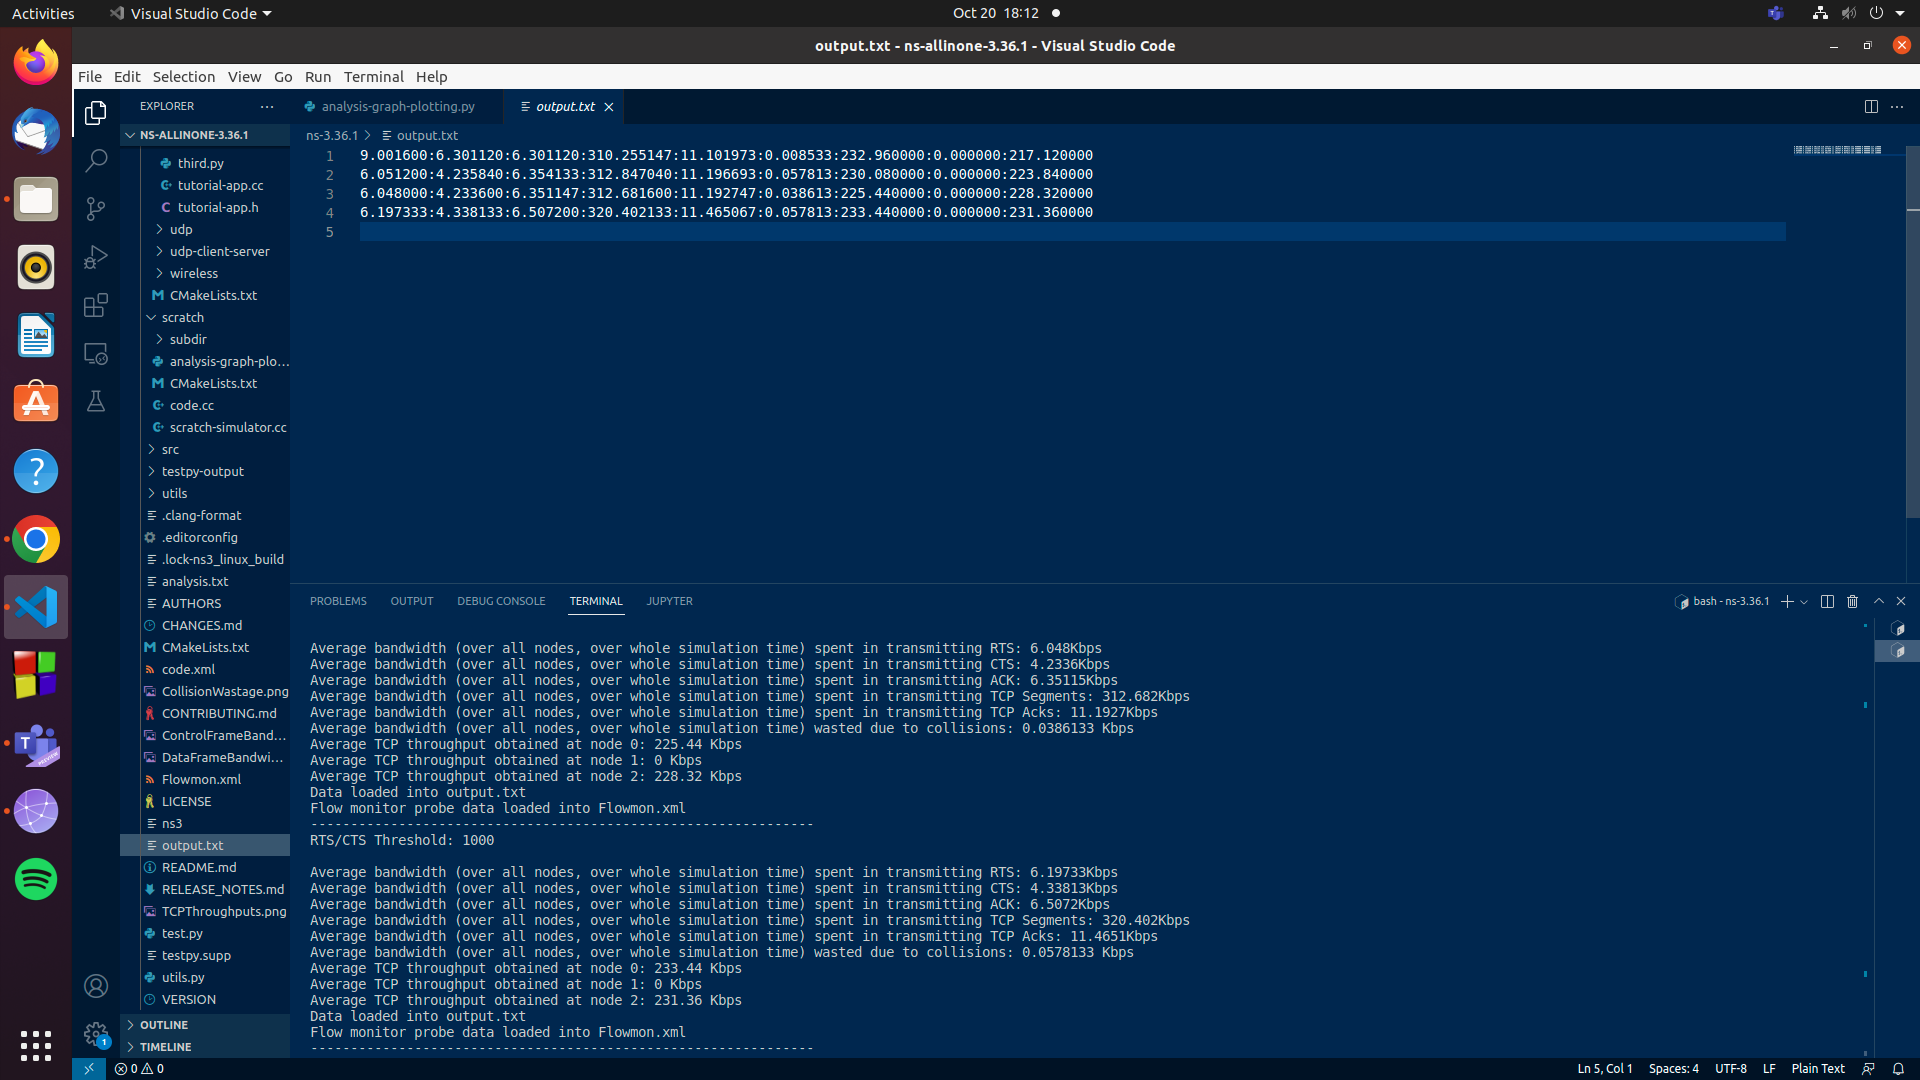 Activities
Visual Studio Code
Oct 20 18:12
output.txt - ns-allinone-3.36.1 - Visual Studio Code
File Edit Selection View Go Run Terminal Help
EXPLORER
NS-ALLINONE-3.36.1
third.py
tutorial-app.cc
tutorial-app.h
udp
udp-client-server
wireless
CMakeLists.txt
scratch
subdir
analysis-graph-plo...
CMakeLists.txt
code.cc
scratch-simulator.cc
src
testpy-output
utils
.clang-format
.editorconfig
.lock-ns3_linux_build
analysis.txt
AUTHORS
CHANGES.md
CMakeLists.txt
code.xml
CollisionWastage.png
CONTRIBUTING.md
ControlFrameBand...
DataFrameBandwi...
Flowmon.xml
LICENSE
ns3
output.txt
README.md
RELEASE_NOTES.md
TCPThroughputs.png
test.py
testpy.supp
utils.py
VERSION
OUTLINE
TIMELINE
analysis-graph-plotting.py
output.txt
ns-3.36.1 > output.txt
1 9.001600:6.301120:6.301120:310.255147:11.101973:0.008533:232.960000:0.000000:217.120000
2 6.051200:4.235840:6.354133:312.847040:11.196693:0.057813:230.080000:0.000000:223.840000
3 6.048000:4.233600:6.351147:312.681600:11.192747:0.038613:225.440000:0.000000:228.320000
4 6.197333:4.338133:6.507200:320.402133:11.465067:0.057813:233.440000:0.000000:231.360000
5
PROBLEMS OUTPUT DEBUG CONSOLE TERMINAL JUPYTER
bash - ns-3.36.1
Average bandwidth (over all nodes, over whole simulation time) spent in transmitting RTS: 6.048Kbps
Average bandwidth (over all nodes, over whole simulation time) spent in transmitting CTS: 4.2336Kbps
Average bandwidth (over all nodes, over whole simulation time) spent in transmitting ACK: 6.35115Kbps
Average bandwidth (over all nodes, over whole simulation time) spent in transmitting TCP Segments: 312.682Kbps
Average bandwidth (over all nodes, over whole simulation time) spent in transmitting TCP Acks: 11.1927Kbps
Average bandwidth (over all nodes, over whole simulation time) wasted due to collisions: 0.0386133 Kbps
Average TCP throughput obtained at node 0: 225.44 Kbps
Average TCP throughput obtained at node 1: 0 Kbps
Average TCP throughput obtained at node 2: 228.32 Kbps
Data loaded into output.txt
Flow monitor probe data loaded into Flowmon.xml
---------------------------------------------------------------
RTS/CTS Threshold: 1000
Average bandwidth (over all nodes, over whole simulation time) spent in transmitting RTS: 6.19733Kbps
Average bandwidth (over all nodes, over whole simulation time) spent in transmitting CTS: 4.33813Kbps
Average bandwidth (over all nodes, over whole simulation time) spent in transmitting ACK: 6.5072Kbps
Average bandwidth (over all nodes, over whole simulation time) spent in transmitting TCP Segments: 320.402Kbps
Average bandwidth (over all nodes, over whole simulation time) spent in transmitting TCP Acks: 11.4651Kbps
Average bandwidth (over all nodes, over whole simulation time) wasted due to collisions: 0.0578133 Kbps
Average TCP throughput obtained at node 0: 233.44 Kbps
Average TCP throughput obtained at node 1: 0 Kbps
Average TCP throughput obtained at node 2: 231.36 Kbps
Data loaded into output.txt
Flow monitor probe data loaded into Flowmon.xml
---------------------------------------------------------------
1
0 0
Ln 5, Col 1 Spaces: 4 UTF-8 LF Plain Text